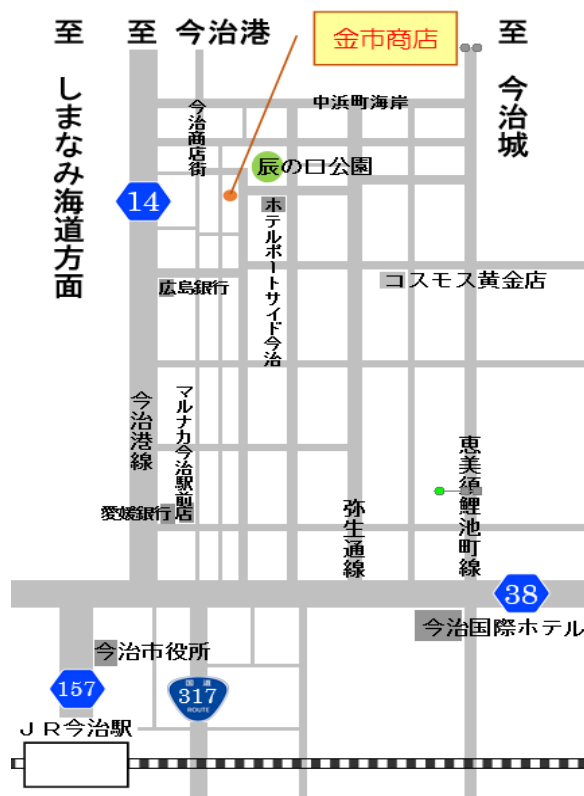 至 しまなみ海道方面
至 今治港
金市商店
至 今治城
中浜町海岸
今治商店街
辰の口公園
14
ホテルポートサイド今治
広島銀行
コスモス黄金店
今治港線
マルナカ今治駅前店
恵美須鯉池町線
愛媛銀行
弥生通線
38
今治国際ホテル
今治市役所
157
国道
317
ROUTE
JR今治駅